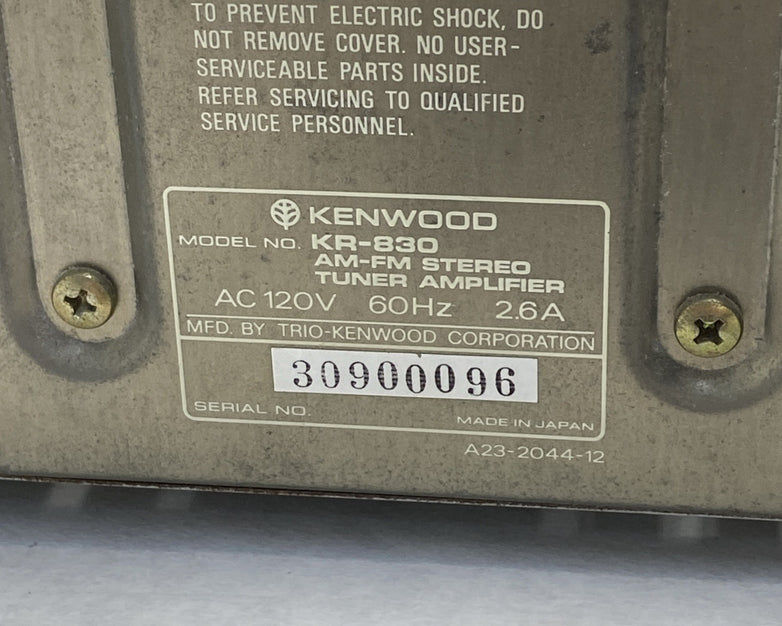 TO PREVENT ELECTRIC SHOCK, DO
NOT REMOVE COVER. NO USER-
SERVICEABLE PARTS INSIDE.
REFER SERVICING TO QUALIFIED
SERVICE PERSONNEL.
KENWOOD
MODEL NO. KR-830
AM-FM STEREO
TUNER AMPLIFIER
AC 120V 60Hz 2.6A
MFD. BY TRIO-KENWOOD CORPORATION
30900096
SERIAL NO.
MADE IN JAPAN
A23-2044-12